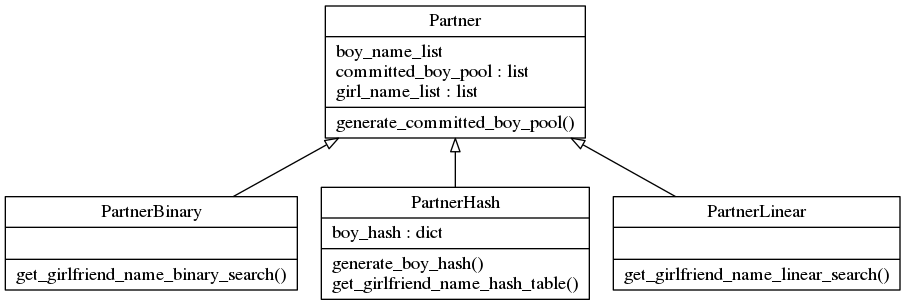 Partner
boy_name_list
committed_boy_pool : list
girl_name_list : list
generate_committed_boy_pool()
PartnerBinary
get_girlfriend_name_binary_search()
PartnerHash
boy_hash : dict
generate_boy_hash()
get_girlfriend_name_hash_table()
PartnerLinear
get_girlfriend_name_linear_search()